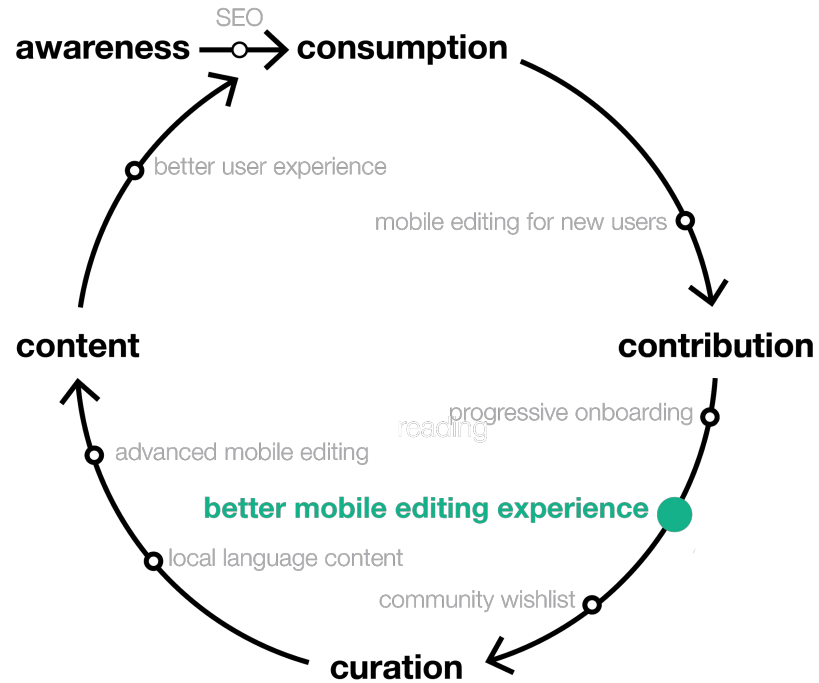 SEO
awareness
consumption
better user experience
mobile editing for new users
content
contribution
progressive onboarding
reading
advanced mobile editing
better mobile editing experience
local language content
community wishlist
curation